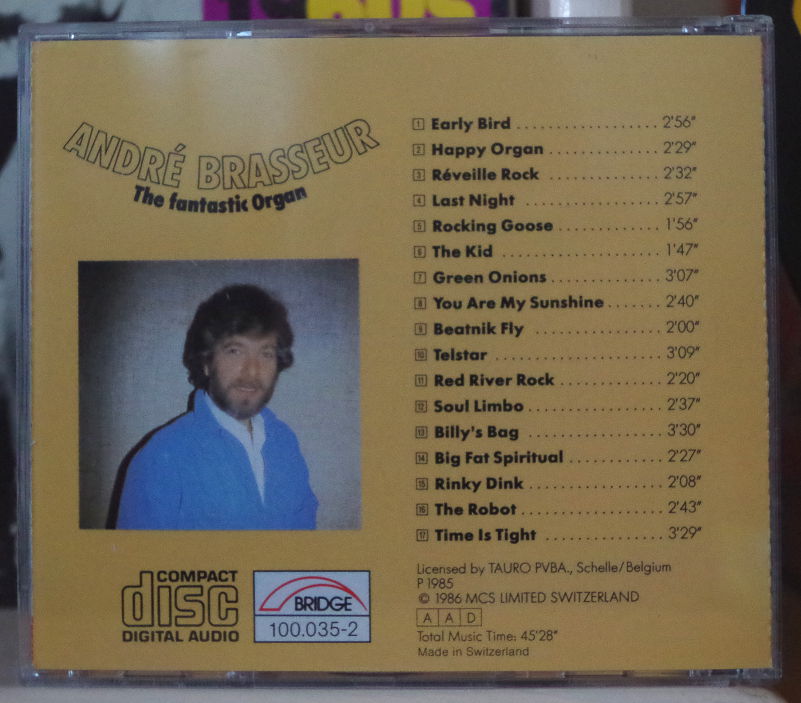 ANDRÉ BRASSEUR
The fantastic Organ
1 Early Bird . . . . . . . . . . . . . . . . . . . 2'56"
2 Happy Organ . . . . . . . . . . . . . . . 2'29"
3 Réveille Rock . . . . . . . . . . . . . . . 2'32"
4 Last Night . . . . . . . . . . . . . . . . . . 2'57"
5 Rocking Goose . . . . . . . . . . . . . 1'56"
6 The Kid . . . . . . . . . . . . . . . . . . . . . 1'47"
7 Green Onions . . . . . . . . . . . . . . 3'07"
8 You Are My Sunshine . . . . . . . 2'40"
9 Beatnik Fly . . . . . . . . . . . . . . . . . 2'00"
10 Telstar . . . . . . . . . . . . . . . . . . . . . . 3'09"
11 Red River Rock . . . . . . . . . . . . . . 2'20"
12 Soul Limbo . . . . . . . . . . . . . . . . . . 2'37"
13 Billy's Bag . . . . . . . . . . . . . . . . . . 3'30"
14 Big Fat Spiritual . . . . . . . . . . . . . 2'27"
15 Rinky Dink . . . . . . . . . . . . . . . . . . 2'08"
16 The Robot . . . . . . . . . . . . . . . . . . . 2'43"
17 Time Is Tight . . . . . . . . . . . . . . . . 3'29"
Licensed by TAURO PVBA., Schelle/Belgium
P 1985
© 1986 MCS LIMITED SWITZERLAND
A A D
Total Music Time: 45'28"
Made in Switzerland
COMPACT
disc
DIGITAL AUDIO
BRIDGE
100.035-2